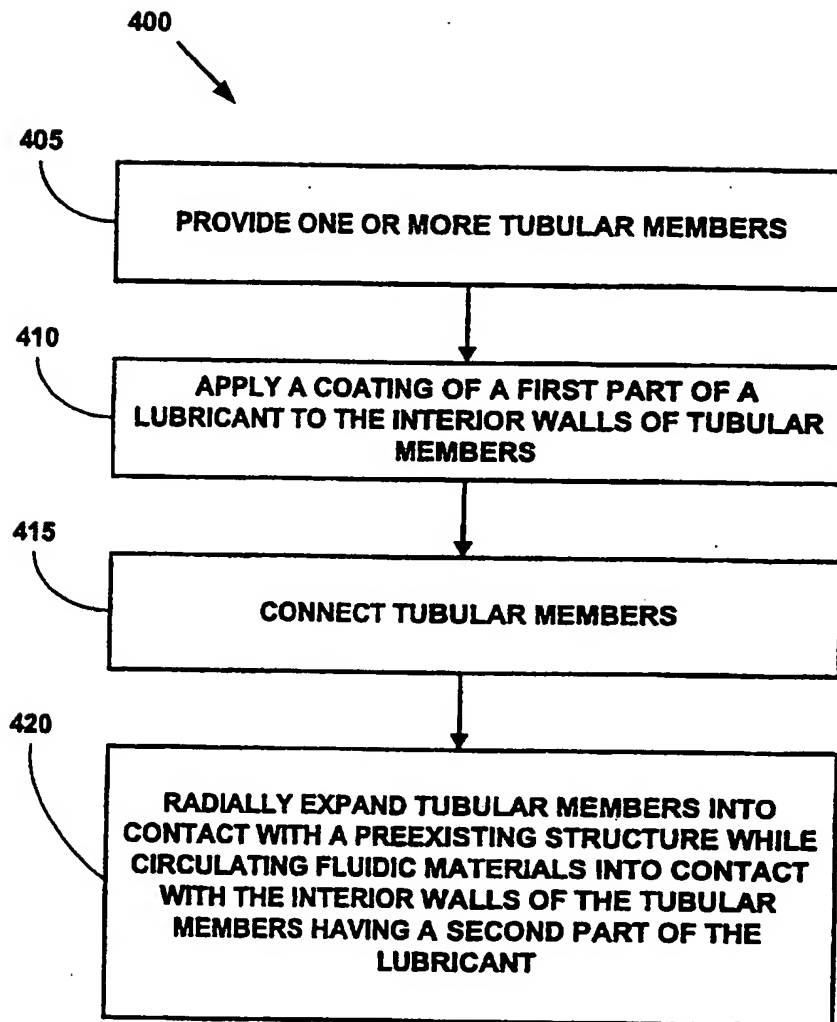 400
405
PROVIDE ONE OR MORE TUBULAR MEMBERS
410
APPLY A COATING OF A FIRST PART OF A
LUBRICANT TO THE INTERIOR WALLS OF TUBULAR
MEMBERS
415
CONNECT TUBULAR MEMBERS
420
RADIALLY EXPAND TUBULAR MEMBERS INTO
CONTACT WITH A PREEXISTING STRUCTURE WHILE
CIRCULATING FLUIDIC MATERIALS INTO CONTACT
WITH THE INTERIOR WALLS OF THE TUBULAR
MEMBERS HAVING A SECOND PART OF THE
LUBRICANT